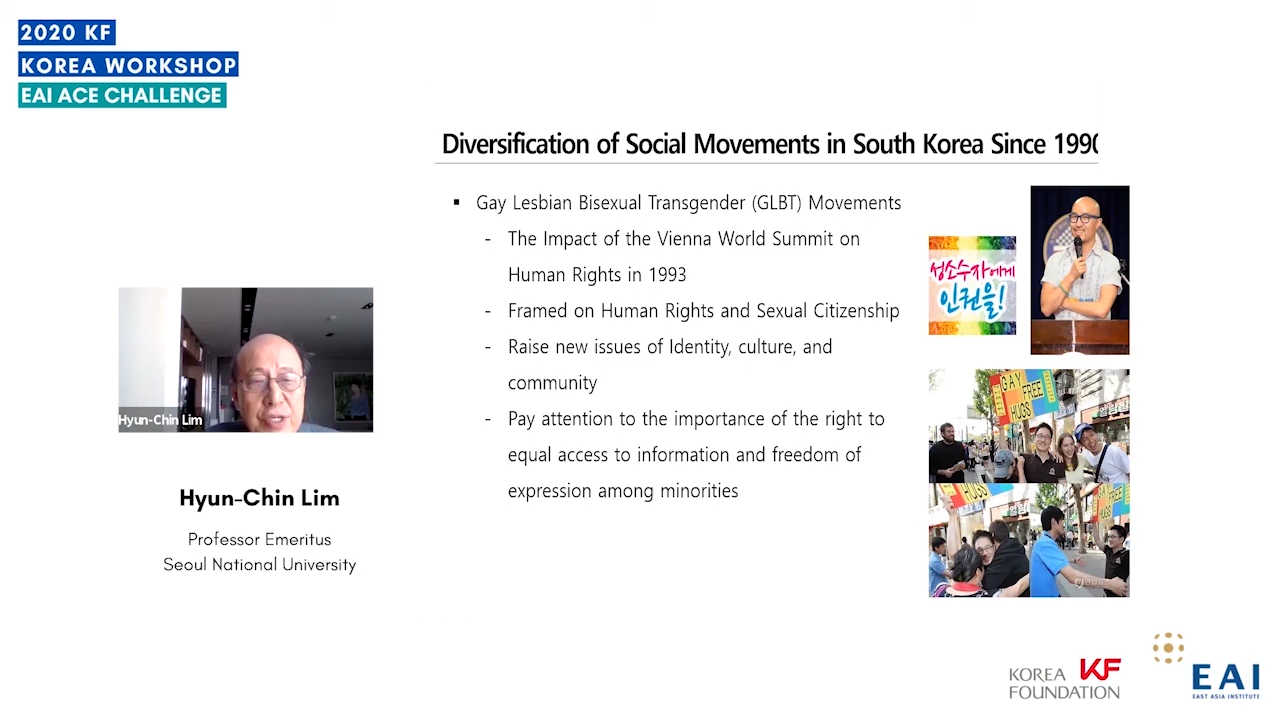 2020 KF
KOREA WORKSHOP
EAI ACE CHALLENGE
Diversification of Social Movements in South Korea Since 1990
▪ Gay Lesbian Bisexual Transgender (GLBT) Movements
- The Impact of the Vienna World Summit on
Human Rights in 1993
- Framed on Human Rights and Sexual Citizenship
- Raise new issues of Identity, culture, and
community
- Pay attention to the importance of the right to
equal access to information and freedom of
expression among minorities
성소수자에게
인권을!
GAY
FREE
HUGS
GAY
FREE
HUGS
HUGS
Hyun-Chin Lim
Hyun-Chin Lim
Professor Emeritus
Seoul National University
KOREA KF
FOUNDATION
EAI
EAST ASIA INSTITUTE